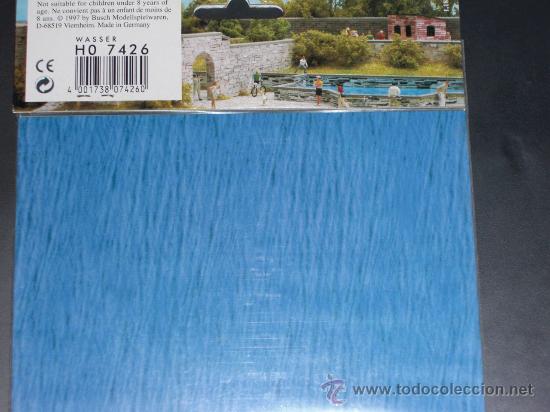 Not suitable for children under 8 years of
age. Ne convient pas à un enfant de moins de
8 ans. © 1997 by Busch Modellspielwaren,
D-68519 Viernheim. Made in Germany
WASSER
H0 7426
CE
4 001738 074260
www.todocoleccion.net